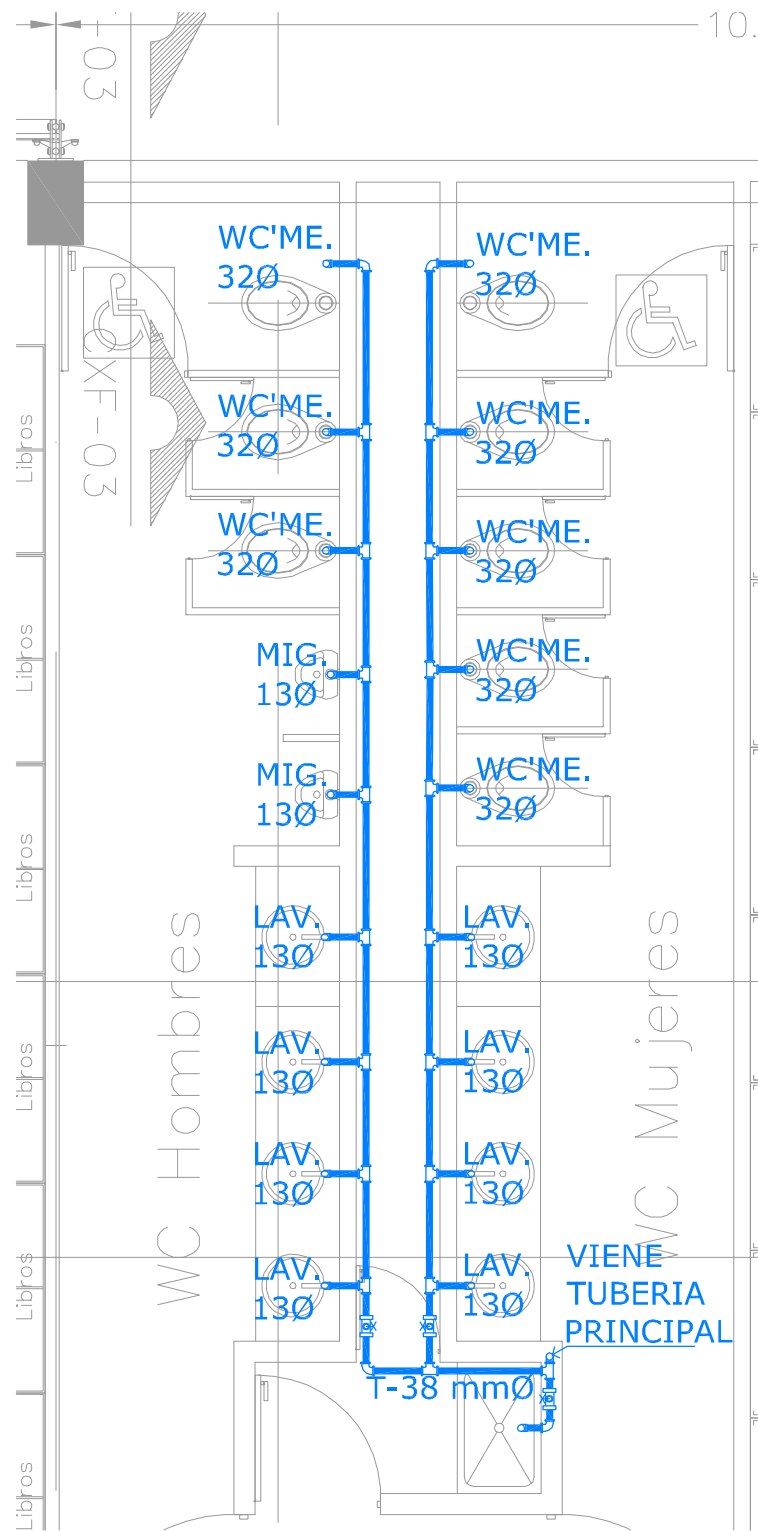 10.
-03
WC'ME.
32Ø
WC'ME.
32Ø
CXF-03
WC'ME.
32Ø
WC'ME.
32Ø
Libros
WC'ME.
32Ø
WC'ME.
32Ø
Libros
MIG.
13Ø
WC'ME.
32Ø
MIG.
13Ø
WC'ME.
32Ø
Libros
LAV.
13Ø
LAV.
13Ø
WC Hombres
WC Mujeres
Libros
LAV.
13Ø
LAV.
13Ø
LAV.
13Ø
LAV.
13Ø
Libros
LAV.
13Ø
LAV.
13Ø
VIENE
TUBERIA
PRINCIPAL
T-38 mmØ
Libros